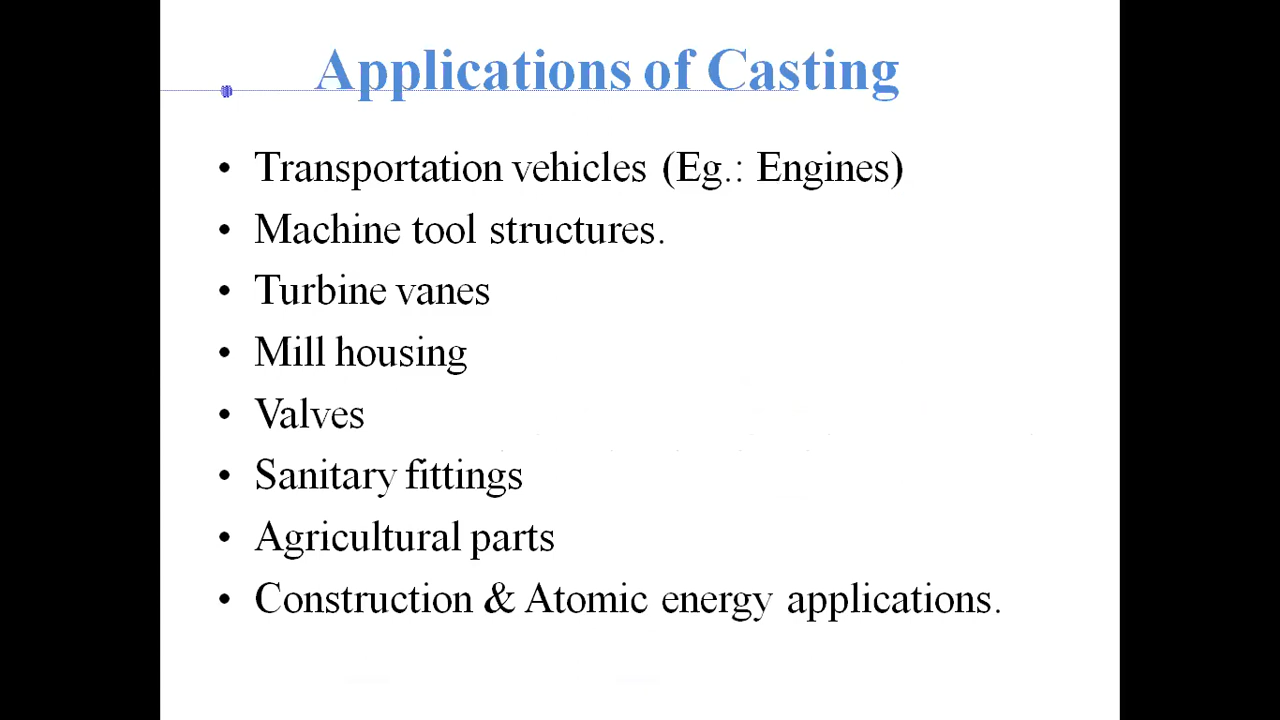 Applications of Casting
• Transportation vehicles (Eg.: Engines)
• Machine tool structures.
• Turbine vanes
• Mill housing
• Valves
• Sanitary fittings
• Agricultural parts
• Construction & Atomic energy applications.